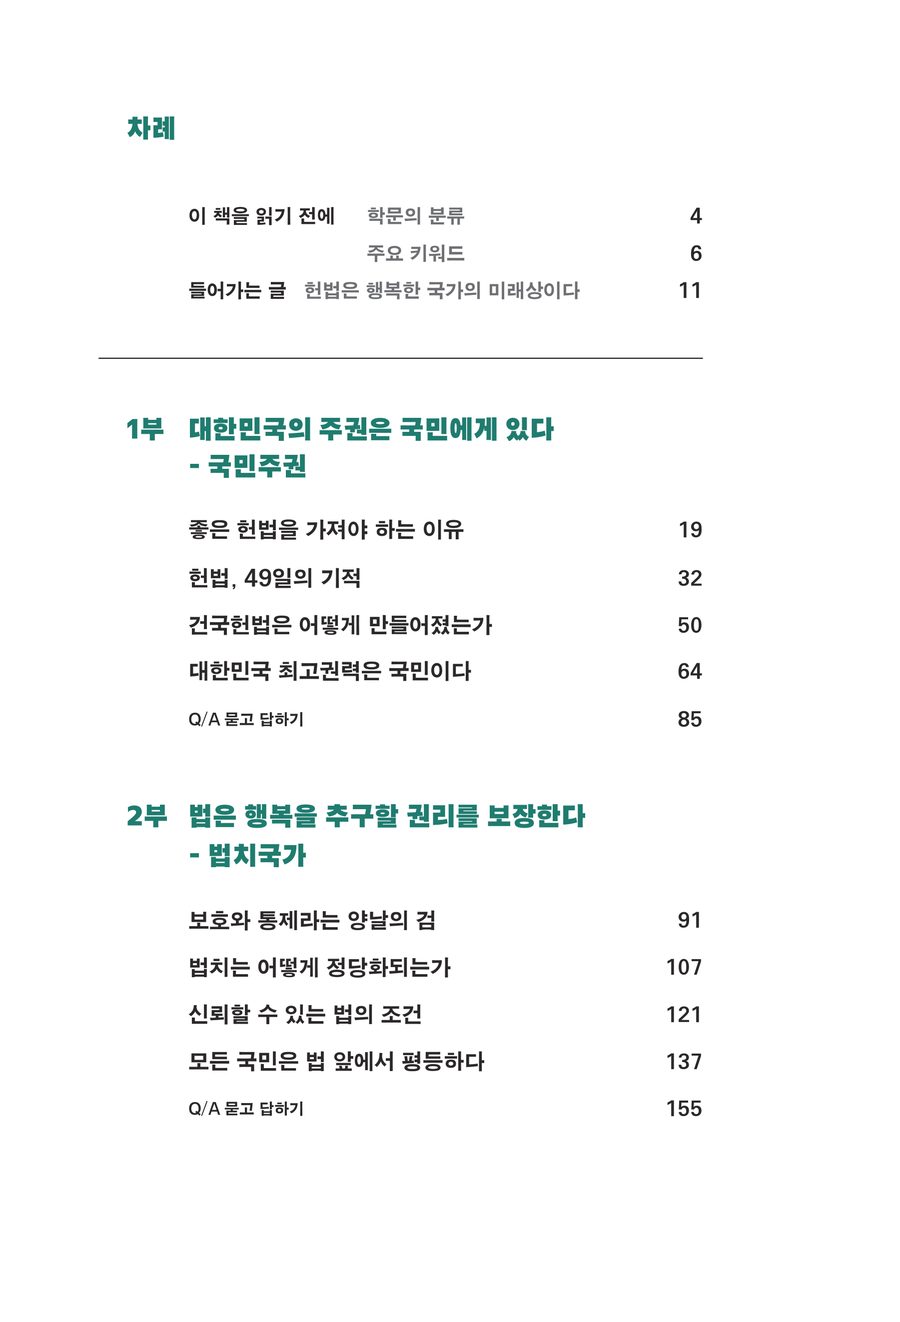 차례
이 책을 읽기 전에 학문의 분류 4
주요 키워드 6
들어가는 글 헌법은 행복한 국가의 미래상이다 11
1부 대한민국의 주권은 국민에게 있다
- 국민주권
좋은 헌법을 가져야 하는 이유 19
헌법, 49일의 기적 32
건국헌법은 어떻게 만들어졌는가 50
대한민국 최고권력은 국민이다 64
Q/A 묻고 답하기 85
2부 법은 행복을 추구할 권리를 보장한다
- 법치국가
보호와 통제라는 양날의 검 91
법치는 어떻게 정당화되는가 107
신뢰할 수 있는 법의 조건 121
모든 국민은 법 앞에서 평등하다 137
Q/A 묻고 답하기 155